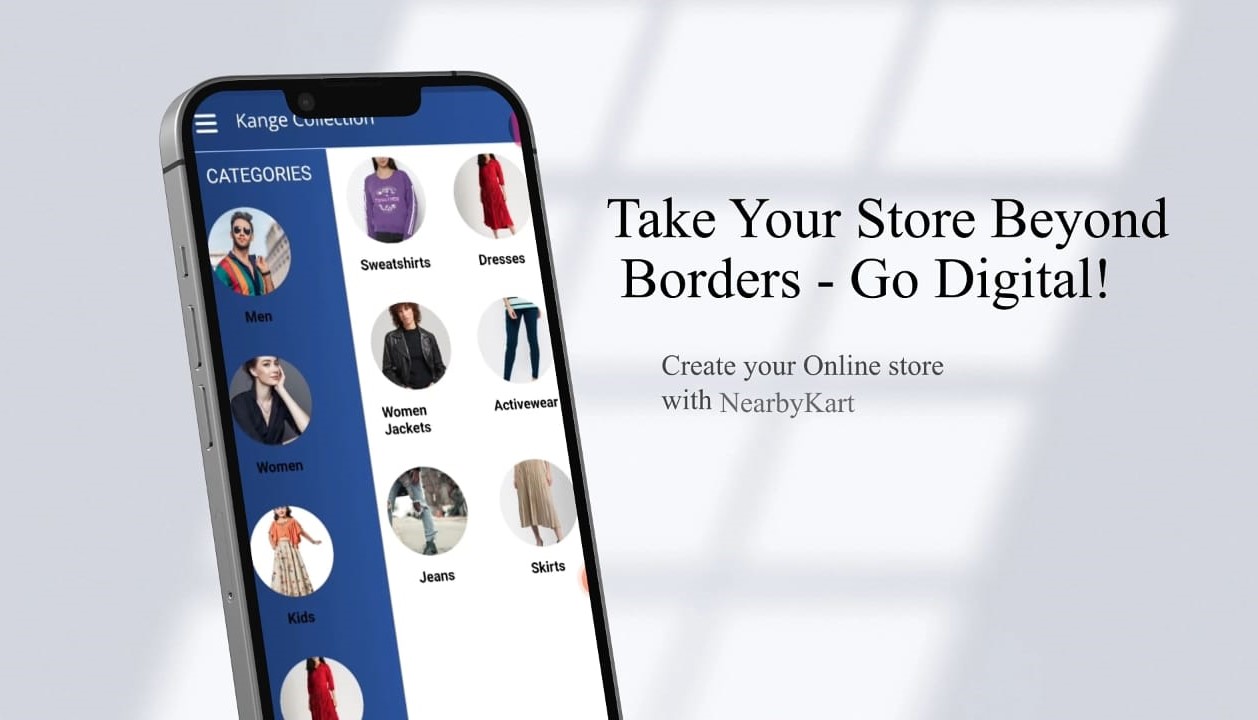 Kange Collection
CATEGORIES
Men
Women
Kids
Sweatshirts
Dresses
Women
Jackets
Activewear
Jeans
Skirts
Take Your Store Beyond
Borders - Go Digital!
Create your Online store
with NearbyKart